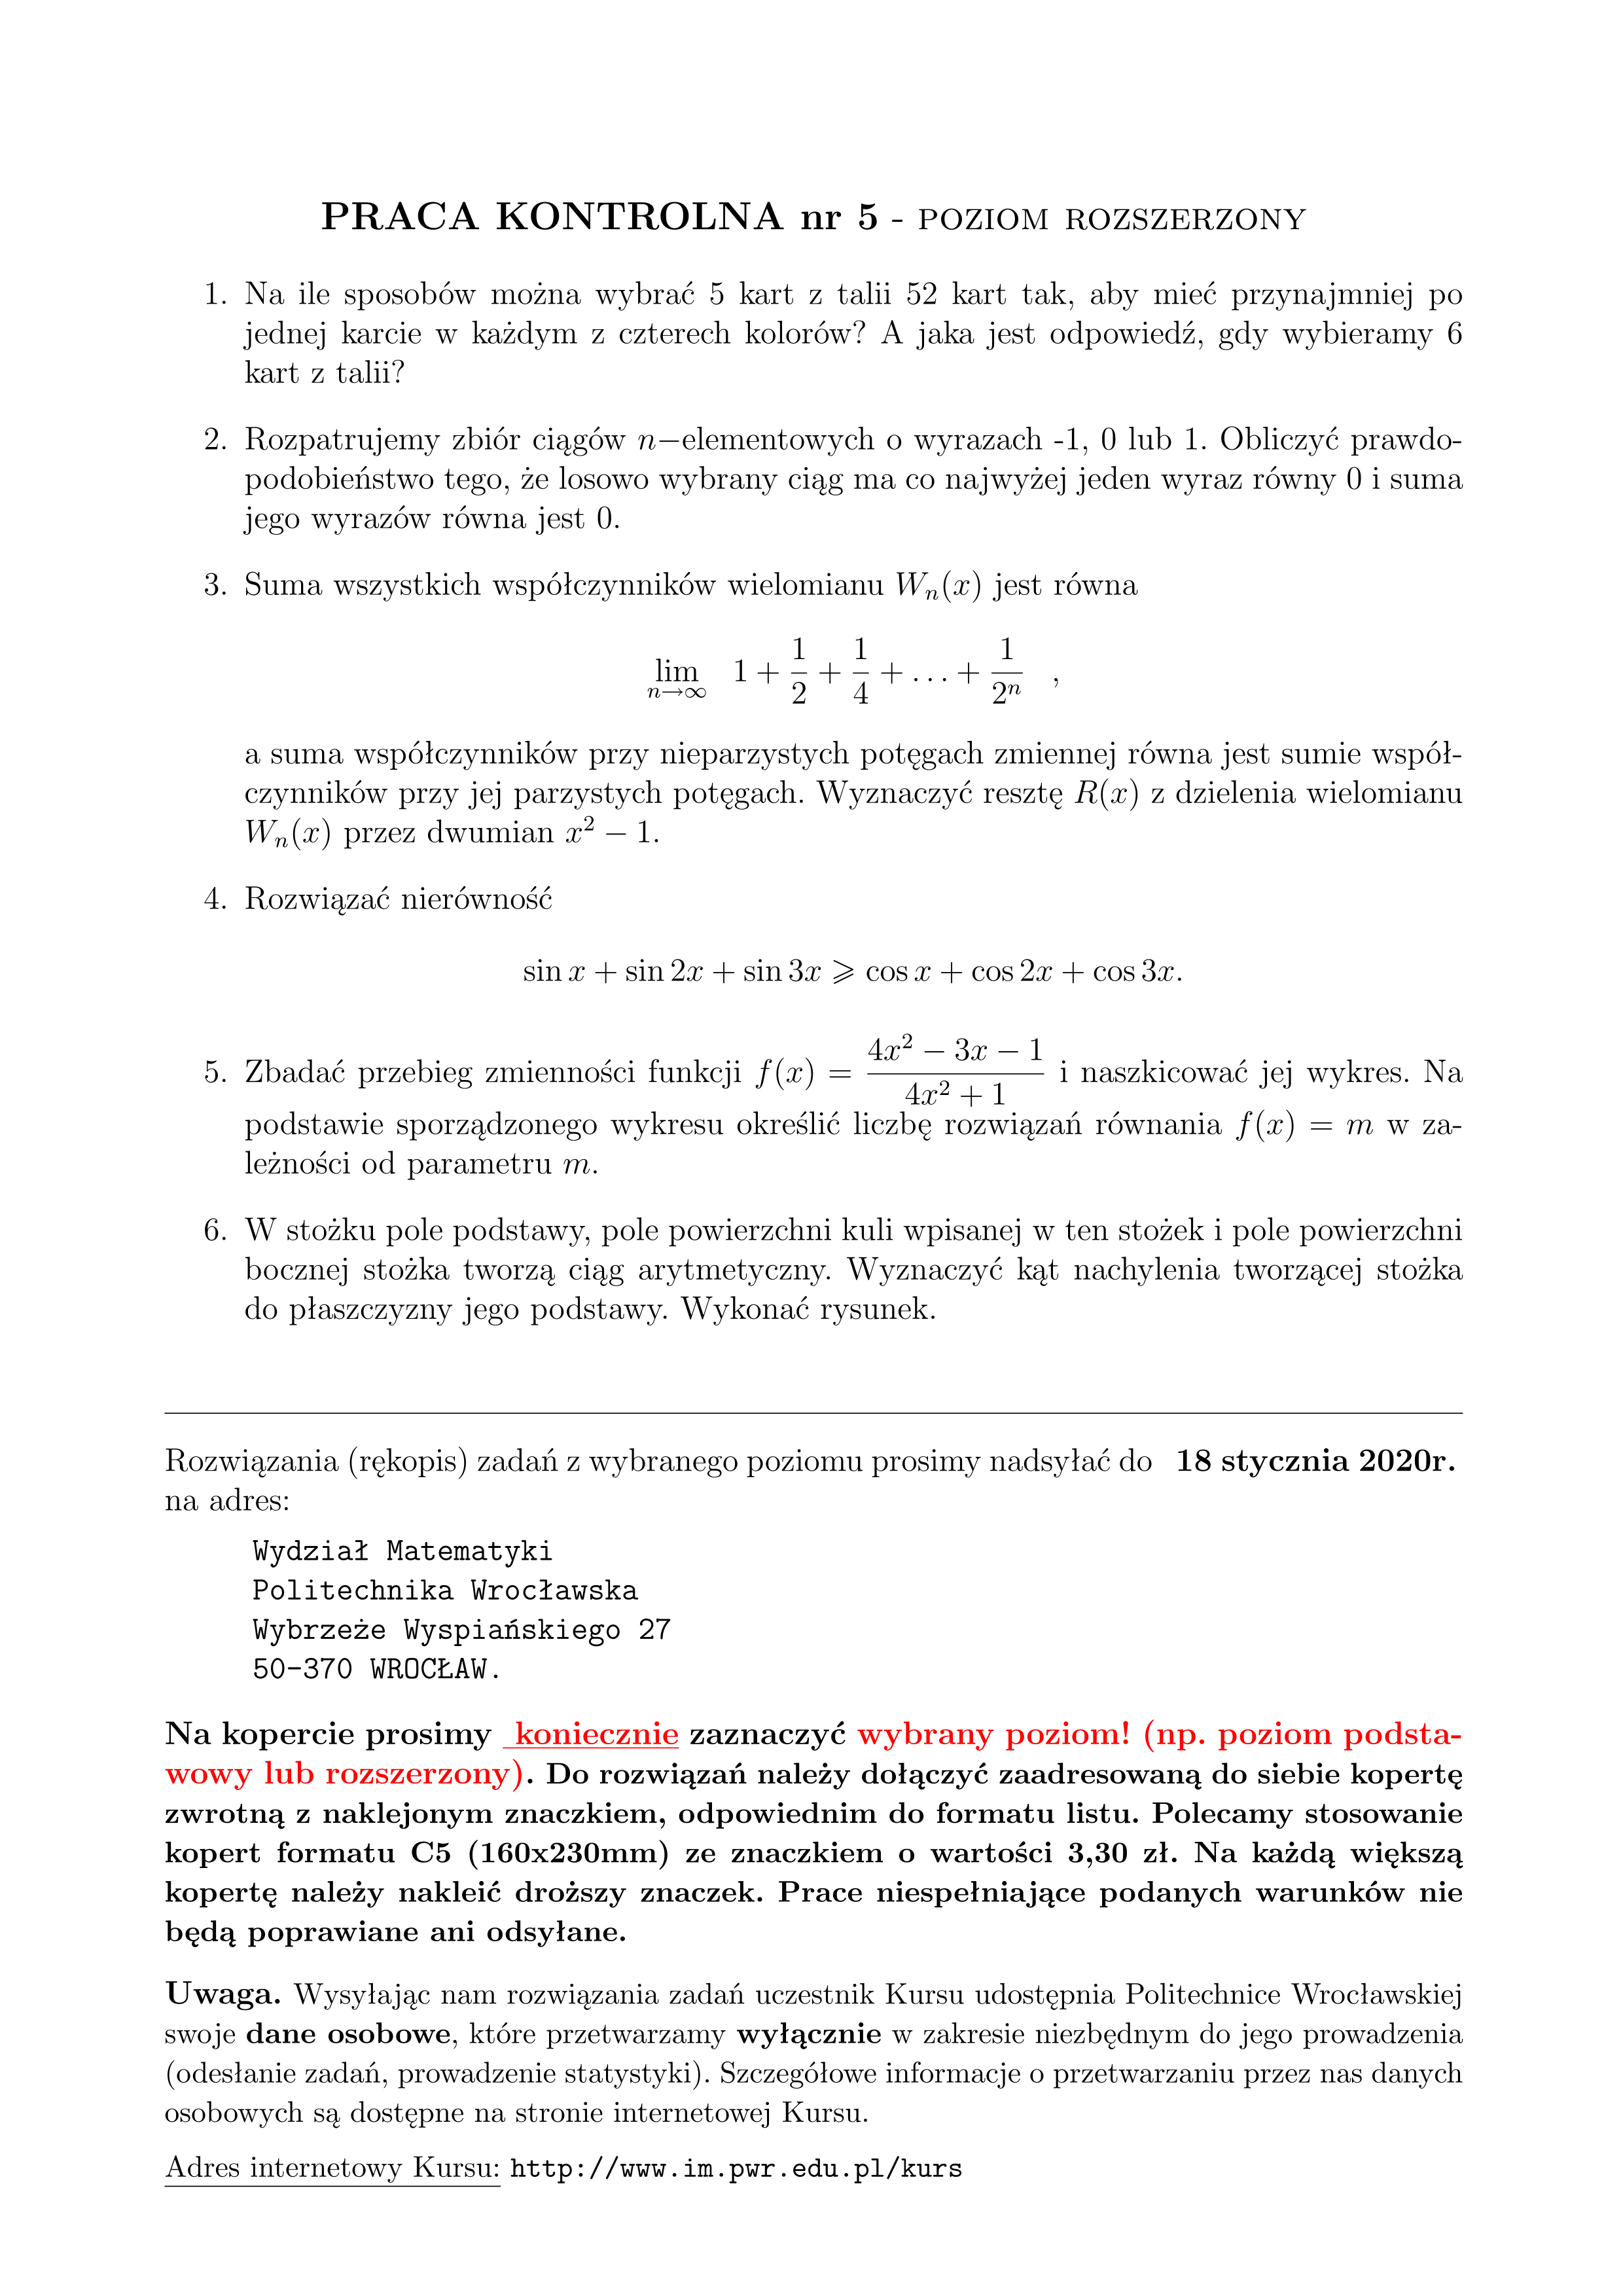 PRACA KONTROLNA nr 5 - POZIOM ROZSZERZONY
1. Na ile sposobów można wybrać 5 kart z talii 52 kart tak, aby mieć przynajmniej po
jednej karcie w każdym z czterech kolorów? A jaka jest odpowiedź, gdy wybieramy 6
kart z talii?
2. Rozpatrujemy zbiór ciągów n−elementowych o wyrazach -1, 0 lub 1. Obliczyć prawdo-
podobieństwo tego, że losowo wybrany ciąg ma co najwyżej jeden wyraz równy 0 i suma
jego wyrazów równa jest 0.
3. Suma wszystkich współczynników wielomianu $W_n(x)$ jest równa
$\lim_{n\to\infty} 1 + \frac{1}{2} + \frac{1}{4} + \ldots + \frac{1}{2^n}$ ,
a suma współczynników przy nieparzystych potęgach zmiennej równa jest sumie współ-
czynników przy jej parzystych potęgach. Wyznaczyć resztę $R(x)$ z dzielenia wielomianu
$W_n(x)$ przez dwumian $x^2 - 1$.
4. Rozwiązać nierówność
$\sin x + \sin 2x + \sin 3x \geqslant \cos x + \cos 2x + \cos 3x.$
5. Zbadać przebieg zmienności funkcji $f(x) = \frac{4x^2 - 3x - 1}{4x^2 + 1}$ i naszkicować jej wykres. Na
podstawie sporządzonego wykresu określić liczbę rozwiązań równania $f(x) = m$ w za-
leżności od parametru $m$.
6. W stożku pole podstawy, pole powierzchni kuli wpisanej w ten stożek i pole powierzchni
bocznej stożka tworzą ciąg arytmetyczny. Wyznaczyć kąt nachylenia tworzącej stożka
do płaszczyzny jego podstawy. Wykonać rysunek.
Rozwiązania (rękopis) zadań z wybranego poziomu prosimy nadsyłać do 18 stycznia 2020r.
na adres:
Wydział Matematyki
Politechnika Wrocławska
Wybrzeże Wyspiańskiego 27
50-370 WROCŁAW.
Na kopercie prosimy koniecznie zaznaczyć wybrany poziom! (np. poziom podsta-
wowy lub rozszerzony). Do rozwiązań należy dołączyć zaadresowaną do siebie kopertę
zwrotną z naklejonym znaczkiem, odpowiednim do formatu listu. Polecamy stosowanie
kopert formatu C5 (160x230mm) ze znaczkiem o wartości 3,30 zł. Na każdą większą
kopertę należy nakleić droższy znaczek. Prace niespełniające podanych warunków nie
będą poprawiane ani odsyłane.
Uwaga. Wysyłając nam rozwiązania zadań uczestnik Kursu udostępnia Politechnice Wrocławskiej
swoje dane osobowe, które przetwarzamy wyłącznie w zakresie niezbędnym do jego prowadzenia
(odesłanie zadań, prowadzenie statystyki). Szczegółowe informacje o przetwarzaniu przez nas danych
osobowych są dostępne na stronie internetowej Kursu.
Adres internetowy Kursu: http://www.im.pwr.edu.pl/kurs